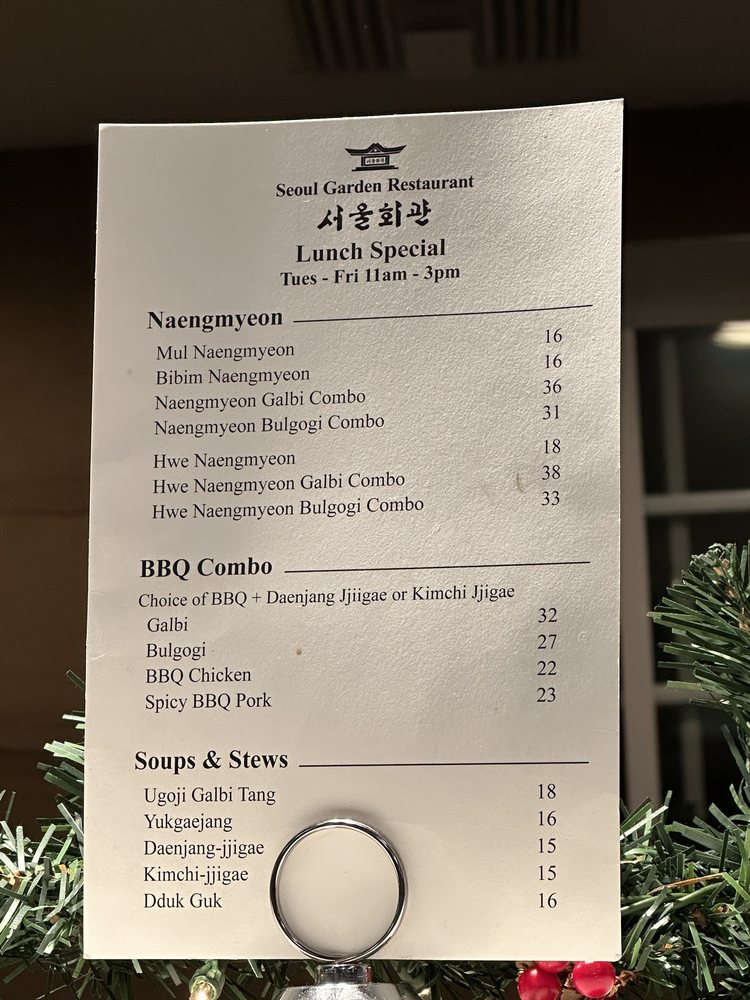 서울회관
Seoul Garden Restaurant
서울회관
Lunch Special
Tues - Fri 11am - 3pm
Naengmyeon
Mul Naengmyeon 16
Bibim Naengmyeon 16
Naengmyeon Galbi Combo 36
Naengmyeon Bulgogi Combo 31
Hwe Naengmyeon 18
Hwe Naengmyeon Galbi Combo 38
Hwe Naengmyeon Bulgogi Combo 33
BBQ Combo
Choice of BBQ + Daenjang Jjiigae or Kimchi Jjigae
Galbi 32
Bulgogi 27
BBQ Chicken 22
Spicy BBQ Pork 23
Soups & Stews
Ugoji Galbi Tang 18
Yukgaejang 16
Daenjang-jjigae 15
Kimchi-jjigae 15
Dduk Guk 16